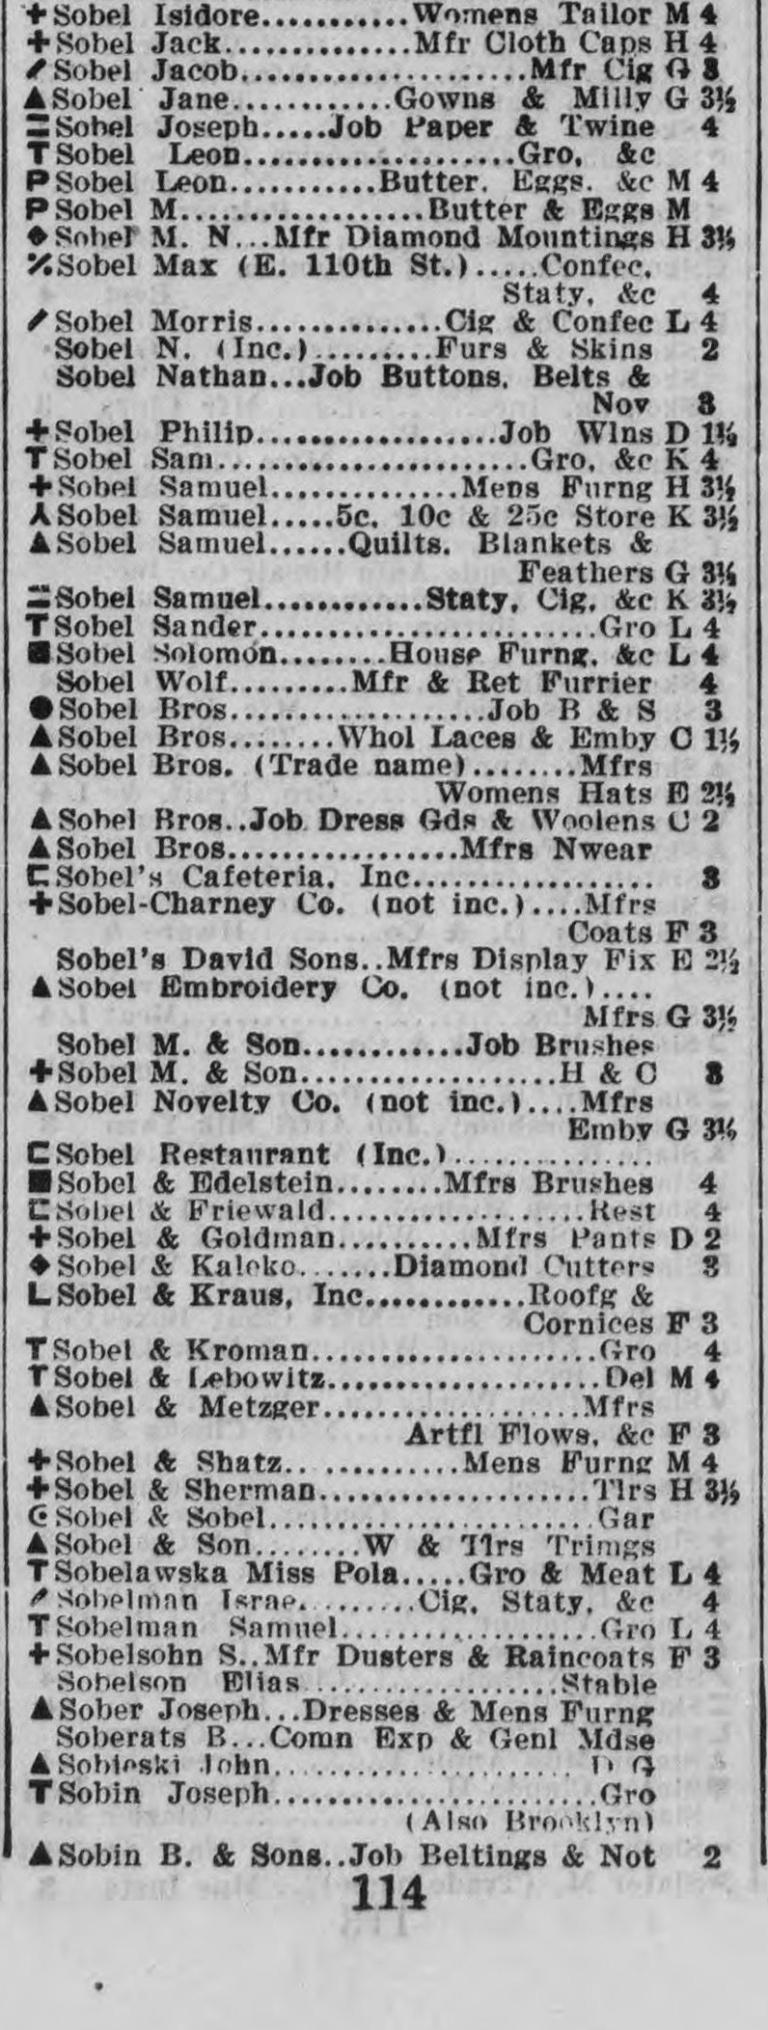 +Sobel Isidore...........Womens Tailor M 4
+Sobel Jack..............Mfr Cloth Caps H 4
Sobel Jacob......................Mfr Cig G 3
▲Sobel Jane............Gowns & Milly G 3½
Sobel Joseph.....Job Paper & Twine 4
TSobel Leon.....................Gro, &c
PSobel Leon...........Butter, Eggs, &c M 4
PSobel M...................Butter & Eggs M
◆Sobel M. N...Mfr Diamond Mountings H 3½
Sobel Max (E. 110th St.).....Confec,
Staty, &c 4
Sobel Morris...............Cig & Confec L 4
Sobel N. (Inc.).........Furs & Skins 2
Sobel Nathan...Job Buttons, Belts &
Nov 3
+Sobel Philip...................Job Wins D 1½
TSobel Sam........................Gro, &c K 4
+Sobel Samuel...............Mens Furng H 3½
Sobel Samuel.....5c, 10c & 25c Store K 3½
▲Sobel Samuel......Quilts, Blankets &
Feathers G 3½
Sobel Samuel.............Staty, Cig, &c K 3½
TSobel Sander...........................Gro L 4
■Sobel Solomon........House Furng, &c L 4
Sobel Wolf.........Mfr & Ret Furrier 4
●Sobel Bros....................Job B & S 3
▲Sobel Bros........Whol Laces & Emby C 1½
▲Sobel Bros. (Trade name)........Mfrs
Womens Hats E 2½
▲Sobel Bros..Job Dress Gds & Woolens C 2
▲Sobel Bros..................Mfrs Nwear
⊏Sobel's Cafeteria, Inc................... 3
+Sobel-Charney Co. (not inc.)....Mfrs
Coats F 3
Sobel's David Sons..Mfrs Display Fix E 2½
▲Sobel Embroidery Co. (not inc.)....
Mfrs G 3½
Sobel M. & Son.............Job Brushes
+Sobel M. & Son....................H & C 3
▲Sobel Novelty Co. (not inc.)....Mfrs
Emby G 3½
⊏Sobel Restaurant (Inc.)................
■Sobel & Edelstein.........Mfrs Brushes 4
⊏Sobel & Friewald....................Rest 4
+Sobel & Goldman...........Mfrs Pants D 2
◆Sobel & Kaloko........Diamond Cutters 3
LSobel & Kraus, Inc.............Roofg &
Cornices F 3
TSobel & Kroman......................Gro 4
TSobel & Lebowitz.....................Del M 4
▲Sobel & Metzger....................Mfrs
Artfl Flows, &c F 3
+Sobel & Shatz.. ...........Mens Furng M 4
+Sobel & Sherman.....................Tlrs H 3½
Sobel & Sobel.........................Gar
▲Sobel & Son........W & Tlrs Trimgs
TSobelawska Miss Pola.....Gro & Meat L 4
Sobelman Israe.........Cig, Staty, &c 4
TSobelman Samuel....................Gro L 4
+Sobelsohn S..Mfr Dusters & Raincoats F 3
Sobelson Elias...................Stable
▲Sober Joseph...Dresses & Mens Furng
Soberats B...Comn Exp & Genl Mdse
▲Sobieski John........................ D G
TSobin Joseph.........................Gro
(Also Brooklyn)
▲Sobin B. & Sons..Job Beltings & Not 2
114